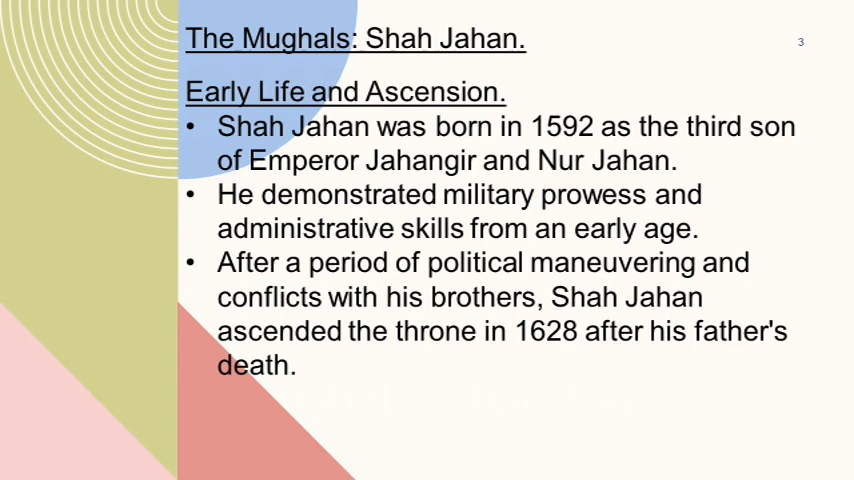 The Mughals: Shah Jahan.
3
Early Life and Ascension.
• Shah Jahan was born in 1592 as the third son
of Emperor Jahangir and Nur Jahan.
• He demonstrated military prowess and
administrative skills from an early age.
• After a period of political maneuvering and
conflicts with his brothers, Shah Jahan
ascended the throne in 1628 after his father's
death.